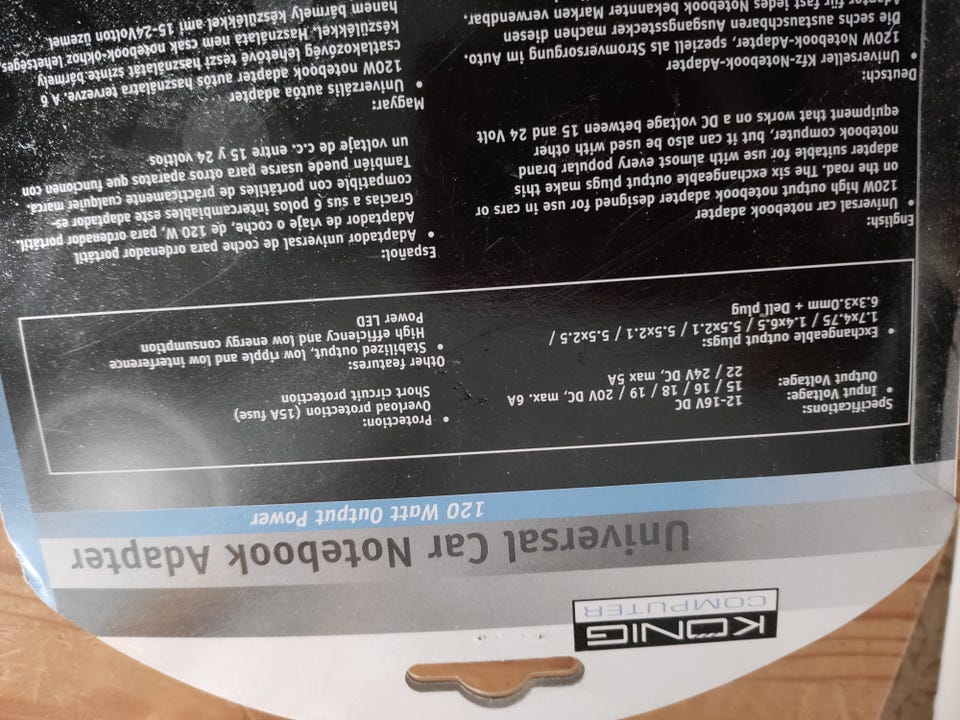 KÖNIG
COMPUTER
Universal Car Notebook Adapter
120 Watt Output Power
Specifications:
• Input Voltage: 12-16V DC
Output Voltage: 15 / 16 / 18 / 19 / 20V DC, max. 6A
22 / 24V DC, max 5A
• Exchangeable output plugs:
1.7x4.75 / 1.4x6.5 / 5.5x2.1 / 5.5x2.1 / 5.5x2.5 /
6.3x3.0mm + Dell plug
• Protection:
Overload protection (15A fuse)
Short circuit protection
Other features:
• Stabilized output, low ripple and low interference
High efficiency and low energy consumption
Power LED
English:
• Universal car notebook adapter
120W high output notebook adapter designed for use in cars or
on the road. The six exchangeable output plugs make this
adapter suitable for use with almost every popular brand
notebook computer, but it can also be used with other
equipment that works on a DC voltage between 15 and 24 Volt
Deutsch:
• Universeller Kfz-Notebook-Adapter
120W Notebook-Adapter, speziell als Stromversorgung im Auto.
Die sechs austauschbaren Ausgangsstecker machen diesen
Adapter für fast jedes Notebook bekannter Marken verwendbar.
Español:
• Adaptador universal de coche para ordenador portátil
Adaptador de viaje o coche, de 120 W, para ordenador portátil.
Gracias a sus 6 polos intercambiables este adaptador es
compatible con portátiles de prácticamente cualquier marca.
También puede usarse para otros aparatos que funcionen con
un voltaje de c.c. entre 15 y 24 voltios
Magyar:
• Univerzális autós notebook adapter
120W notebook adapter autós használatra tervezve. A 6
csatlakozóvég lehetővé teszi használatát szinte bármely
készülékkel. Használata nem csak notebook-okhoz lehetséges,
hanem bármely készülékkel ami 15-24Volton üzemel